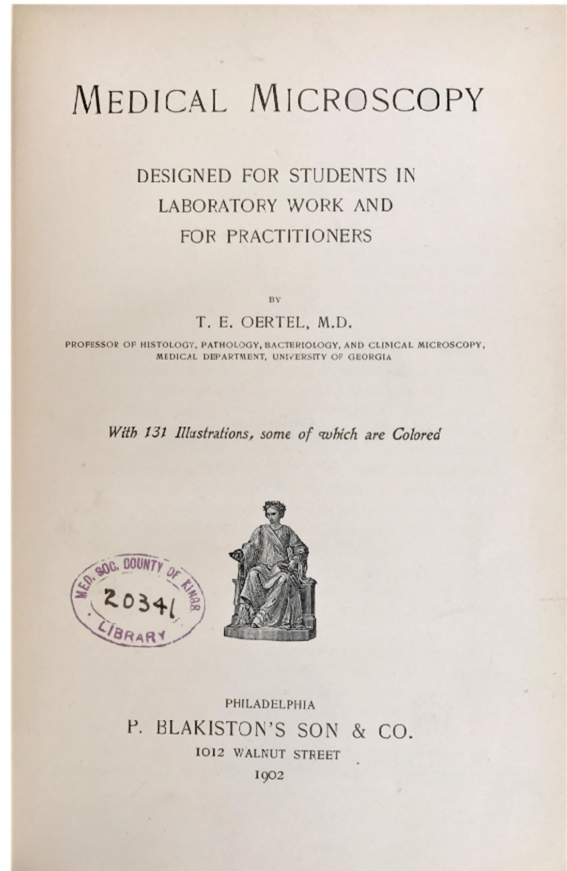 MEDICAL MICROSCOPY
DESIGNED FOR STUDENTS IN
LABORATORY WORK AND
FOR PRACTITIONERS
BY
T. E. OERTEL, M.D.
PROFESSOR OF HISTOLOGY, PATHOLOGY, BACTERIOLOGY, AND CLINICAL MICROSCOPY,
MEDICAL DEPARTMENT, UNIVERSITY OF GEORGIA
With 131 Illustrations, some of which are Colored
MED. SOC. COUNTY OF KINGS
20341
LIBRARY
PHILADELPHIA
P. BLAKISTON'S SON & CO.
1012 WALNUT STREET
1902